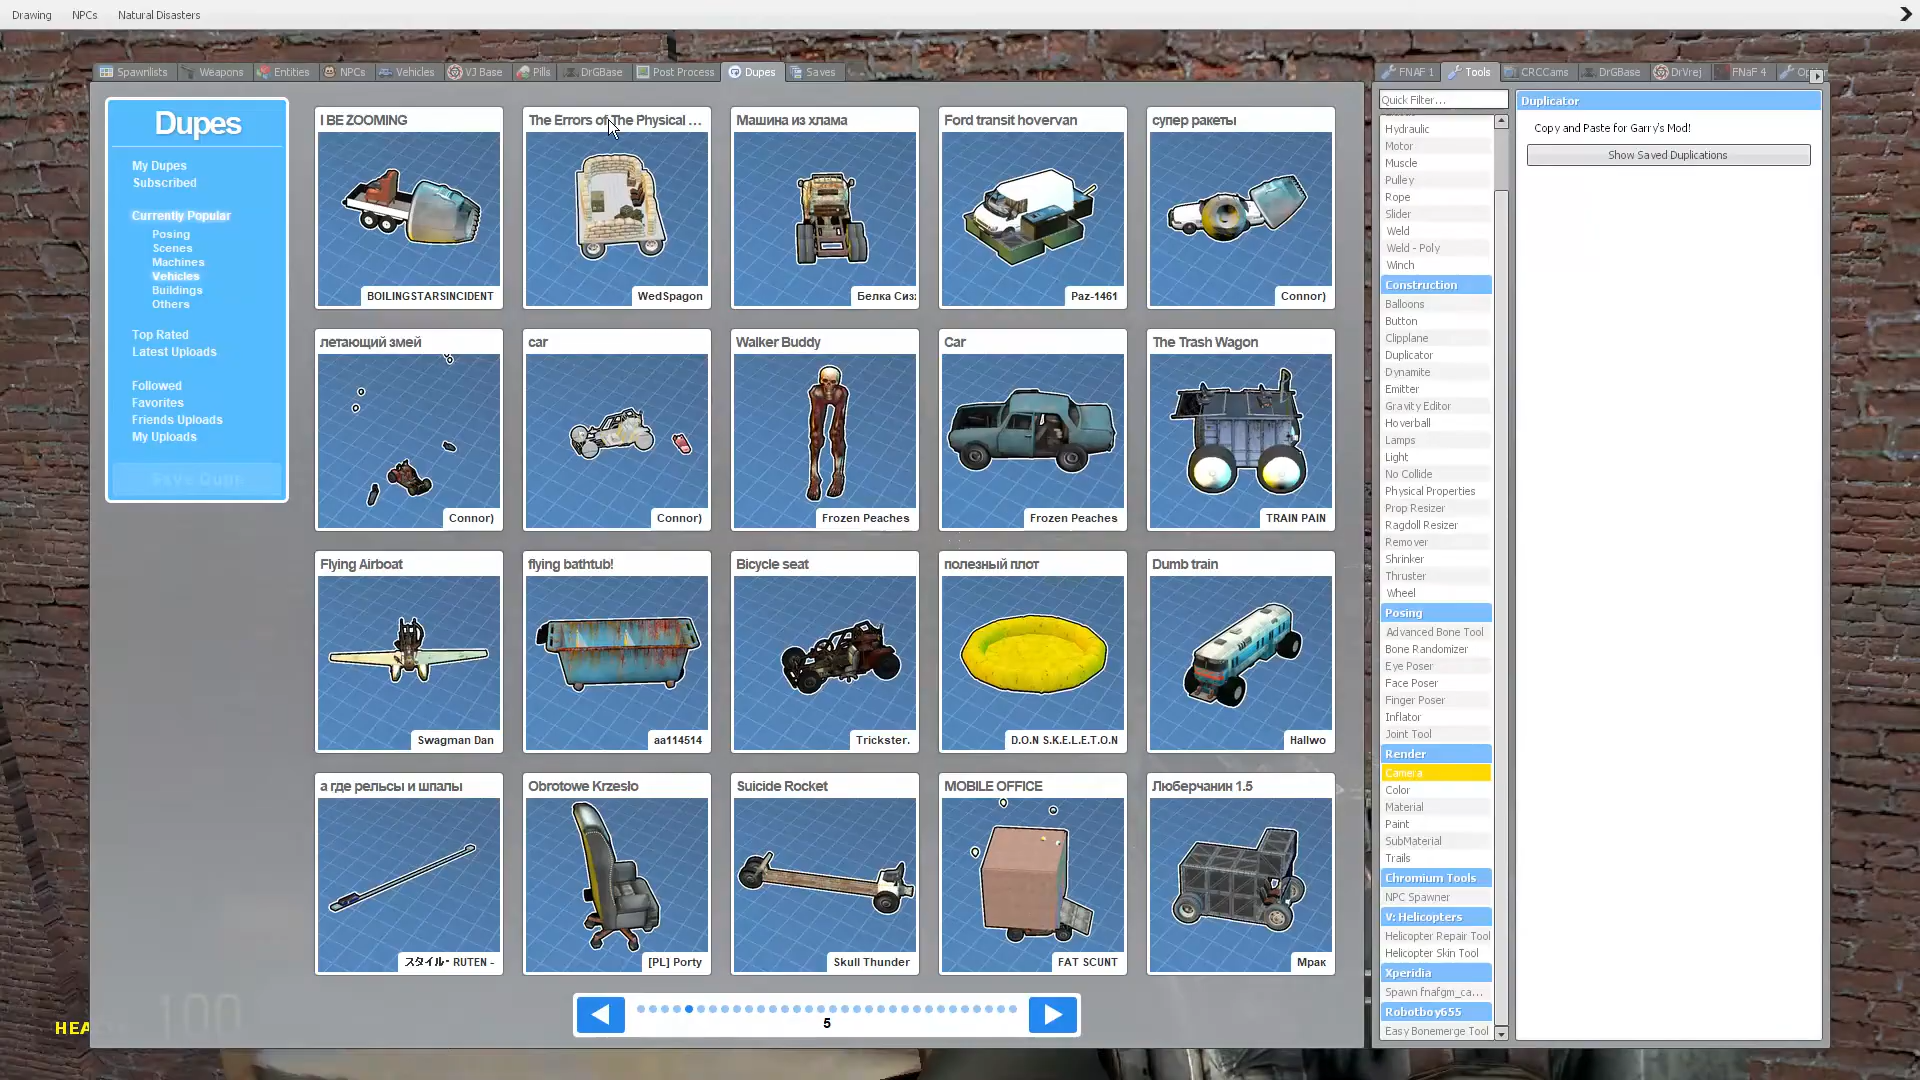 Drawing NPCs Natural Disasters
Spawnlists Weapons Entities NPCs Vehicles VJ Base Pills DrGBase Post Process Dupes Saves
FNAF 1 Tools CRCCams DrGBase DrVrej FNaF 4
Dupes
My Dupes
Subscribed
Currently Popular
Posing
Scenes
Machines
Vehicles
Buildings
Others
Top Rated
Latest Uploads
Followed
Favorites
Friends Uploads
My Uploads
Save Dupe
I BE ZOOMING
BOILINGSTARSINCIDENT
The Errors of The Physical ...
WedSpagon
Машина из хлама
Белка Сиз
Ford transit hovervan
Paz-1461
супер ракеты
Connor)
летающий змей
Connor)
car
Connor)
Walker Buddy
Frozen Peaches
Car
Frozen Peaches
The Trash Wagon
TRAIN PAIN
Flying Airboat
Swagman Dan
flying bathtub!
aa114514
Bicycle seat
Trickster.
полезный плот
D.O.N S.K.E.L.E.T.O.N
Dumb train
Hallwo
а где рельсы и шпалы
スタイル- RUTEN -
Obrotowe Krzeslo
[PL] Porty
Suicide Rocket
Skull Thunder
MOBILE OFFICE
FAT SCUNT
Люберчанин 1.5
Мрак
5
100
Quick Filter...
Hydraulic
Motor
Muscle
Pulley
Rope
Slider
Weld
Weld - Poly
Winch
Construction
Balloons
Button
Clipplane
Duplicator
Dynamite
Emitter
Gravity Editor
Hoverball
Lamps
Light
No Collide
Physical Properties
Prop Resizer
Ragdoll Resizer
Remover
Shrinker
Thruster
Wheel
Posing
Advanced Bone Tool
Bone Randomizer
Eye Poser
Face Poser
Finger Poser
Inflator
Joint Tool
Render
Camera
Color
Material
Paint
SubMaterial
Trails
Chromium Tools
NPC Spawner
V: Helicopters
Helicopter Repair Tool
Helicopter Skin Tool
Xperidia
Spawn fnafgm_ca...
Robotboy655
Easy Bonemerge Tool
Duplicator
Copy and Paste for Garry's Mod!
Show Saved Duplications